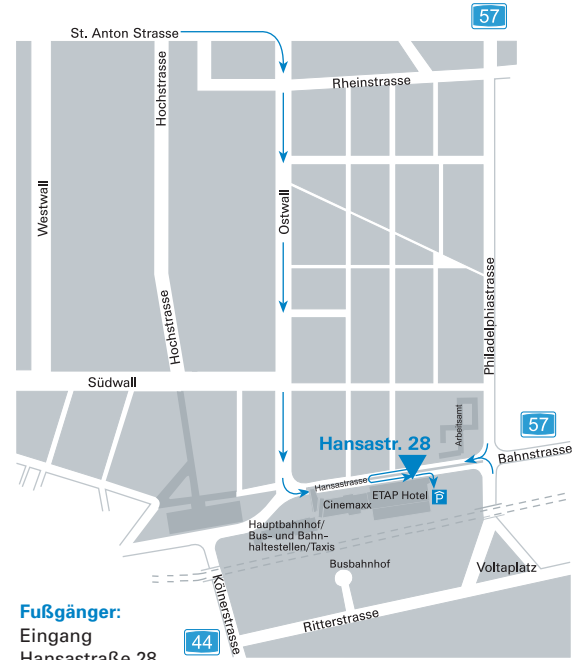 57
St. Anton Strasse
Rheinstrasse
Hochstrasse
Westwall
Ostwall
Philadelphiastrasse
Hochstrasse
Südwall
Arbeitsamt
57
Hansastr. 28
Bahnstrasse
Hansastrasse
ETAP Hotel
P
Cinemaxx
Hauptbahnhof/
Bus- und Bahn-
haltestellen/Taxis
Busbahnhof
Voltaplatz
Kölnerstrasse
Ritterstrasse
44
Fußgänger:
Eingang
Hansastraße 28